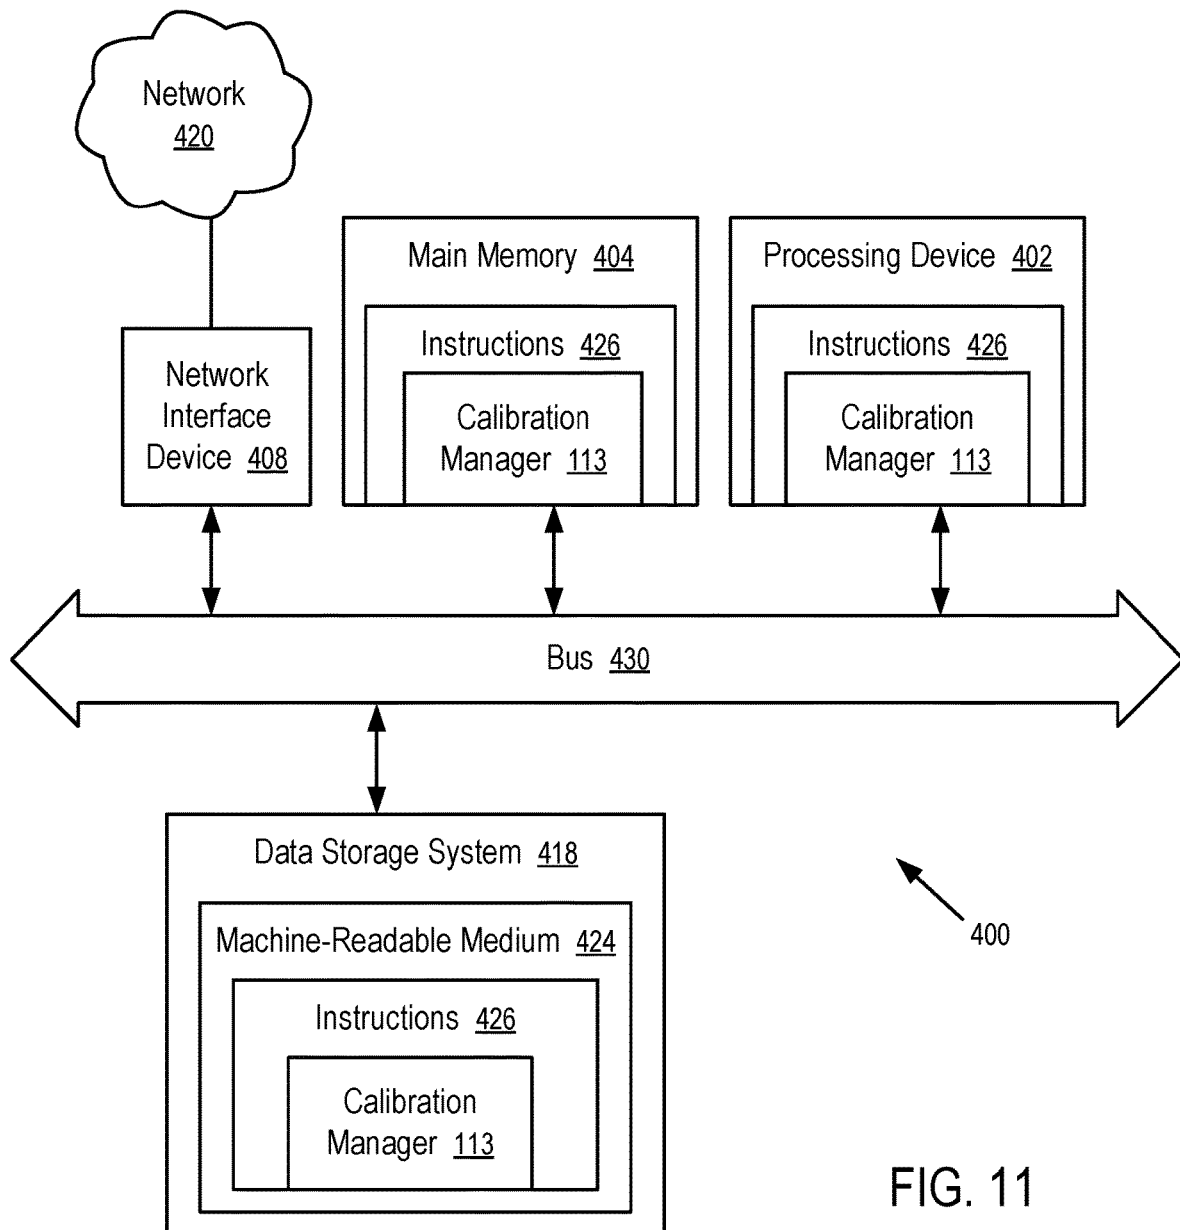 Network
420
Main Memory 404
Processing Device 402
Instructions 426
Instructions 426
Network
Interface
Device 408
Calibration
Manager 113
Calibration
Manager 113
Bus 430
Data Storage System 418
Machine-Readable Medium 424
400
Instructions 426
Calibration
Manager 113
FIG. 11